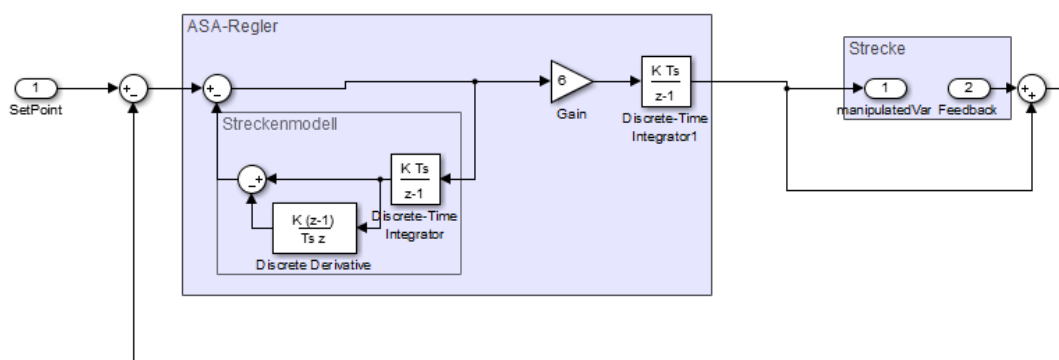 ASA-Regler
Strecke
1
SetPoint
+
-
+
-
6
Gain
K Ts
z-1
Discrete-Time
Integrator1
1
manipulatedVar
2
Feedback
+
+
Streckenmodell
-
+
-
K Ts
z-1
Discrete-Time
Integrator
K (z-1)
Ts z
Discrete Derivative